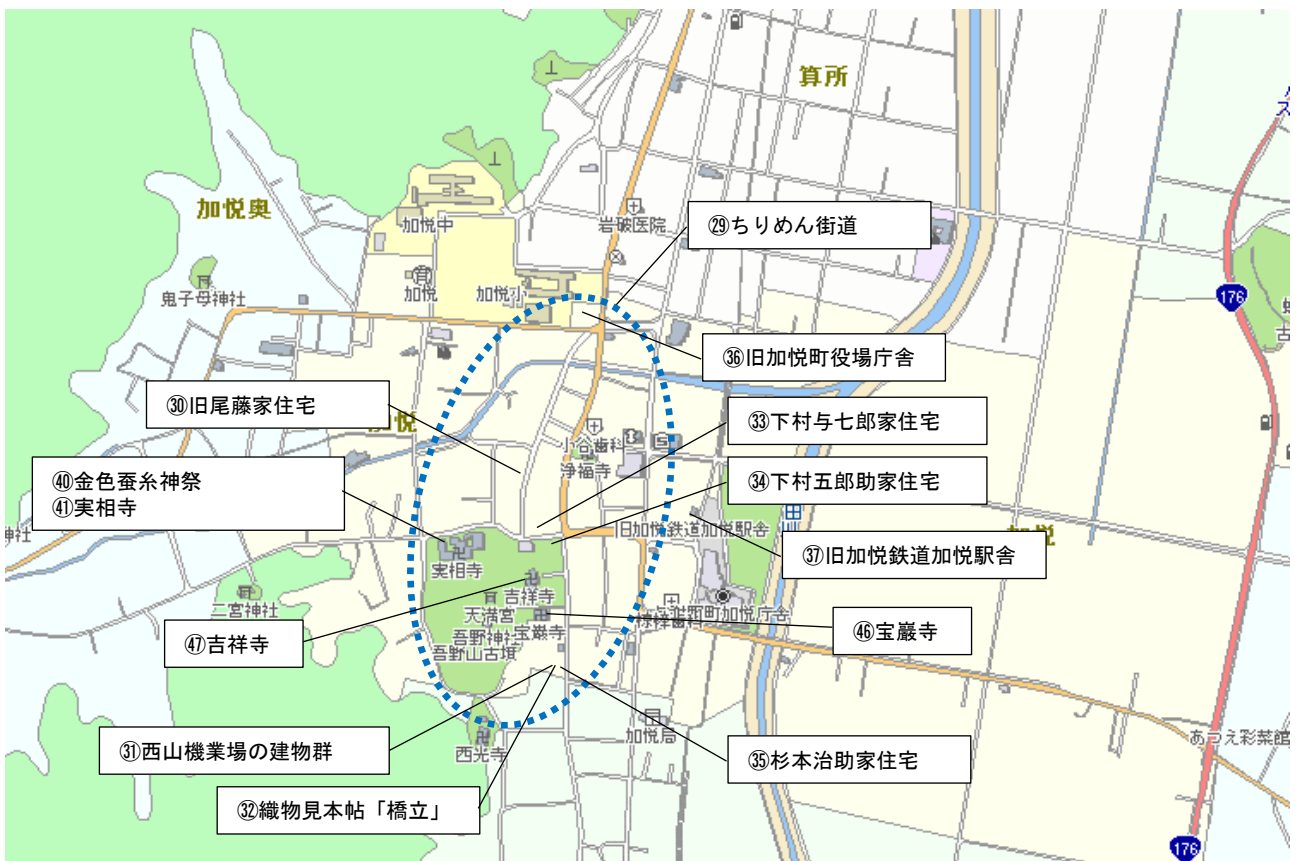 算所
加悦奥
加悦中
岩破医院
㉙ちりめん街道
加悦
加悦小
鬼子母神社
176
㊱旧加悦町役場庁舎
㉚旧尾藤家住宅
㉝下村与七郎家住宅
加悦
小谷歯科
浄福寺
㊵金色蚕糸神祭
㊶実相寺
㉞下村五郎助家住宅
旧加悦鉄道加悦駅舎
加悦
㊲旧加悦鉄道加悦駅舎
実相寺
吉祥寺
二宮神社
天満宮
宝巌寺
吾野神社
吾野山古墳
㊼吉祥寺
㊻宝巖寺
加悦局
西光寺
㉛西山機業場の建物群
㉟杉本治助家住宅
あつえ彩菜館
㉜織物見本帖「橋立」
176